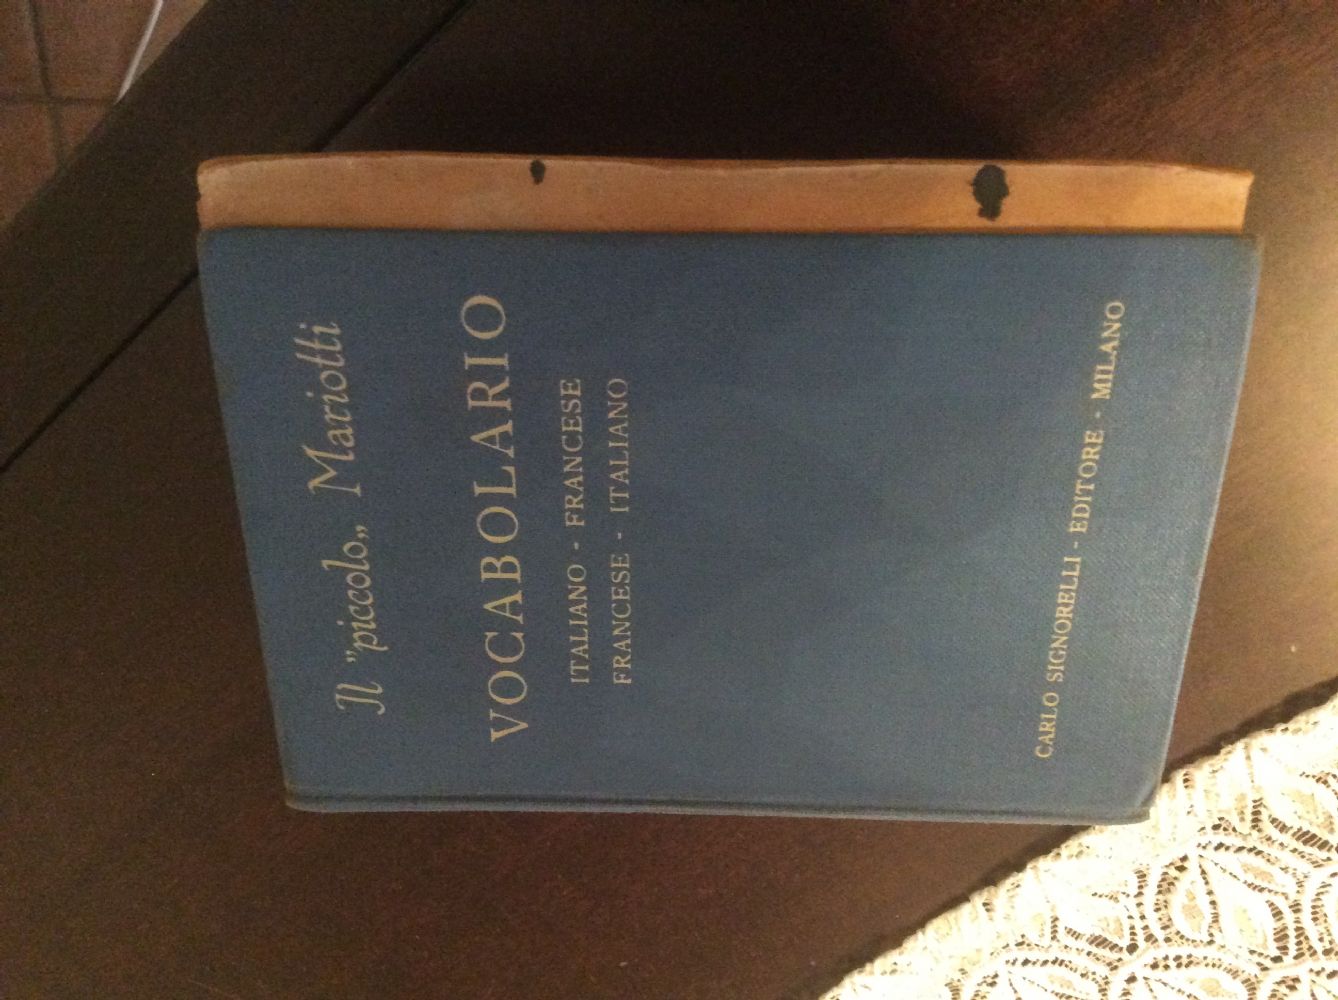 Il "piccolo„ Mariotti
VOCABOLARIO
ITALIANO - FRANCESE
FRANCESE - ITALIANO
CARLO SIGNORELLI - EDITORE - MILANO